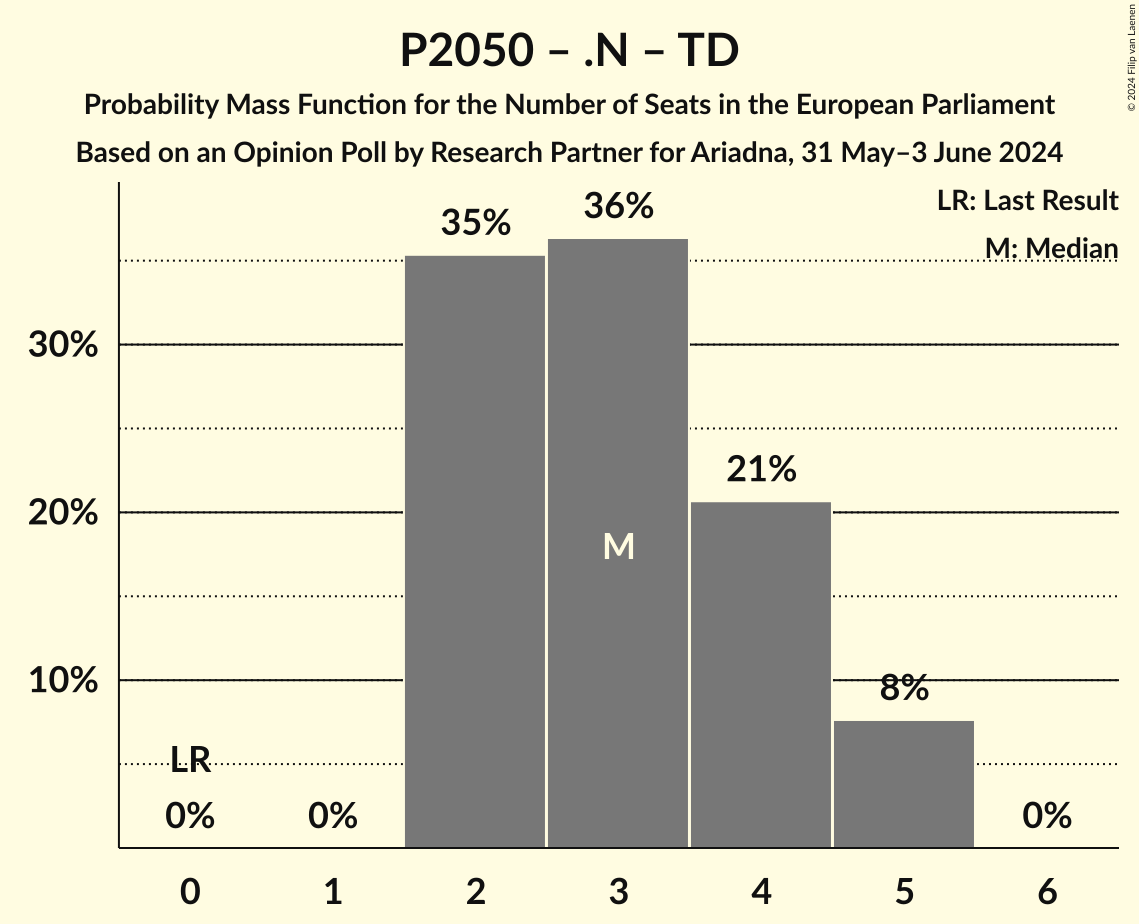 P2050 – .N – TD
Probability Mass Function for the Number of Seats in the European Parliament
Based on an Opinion Poll by Research Partner for Ariadna, 31 May–3 June 2024
© 2024 Filip van Laenen
LR: Last Result
M: Median
36%
35%
30%
21%
20%
M
10%
8%
LR
0% 0% 0%
0 1 2 3 4 5 6